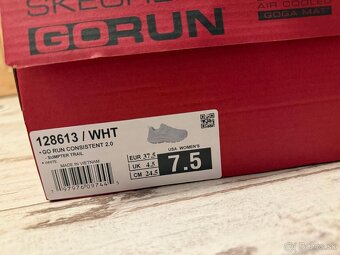 SKECHERS
GORUN
AIR COOLED
GOGA MAT
128613 / WHT
• GO RUN CONSISTENT 2.0
- SUMPTER TRAIL
• WHITE
MADE IN VIETNAM
EUR 37.5
UK 4.5
CM 24.5
USA WOMEN'S
7.5